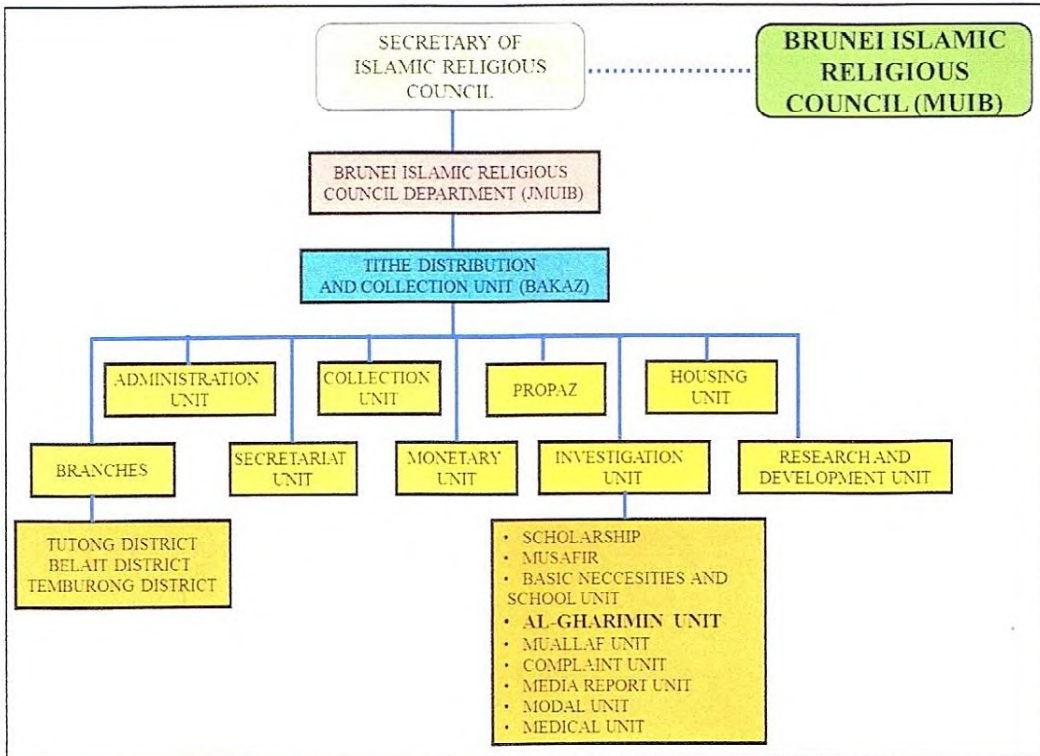 SECRETARY OF
ISLAMIC RELIGIOUS
COUNCIL
BRUNEI ISLAMIC
RELIGIOUS
COUNCIL (MUIB)
BRUNEI ISLAMIC RELIGIOUS
COUNCIL DEPARTMENT (JMUIB)
TITHE DISTRIBUTION
AND COLLECTION UNIT (BAKAZ)
ADMINISTRATION
UNIT
COLLECTION
UNIT
PROPAZ
HOUSING
UNIT
BRANCHES
SECRETARIAT
UNIT
MONETARY
UNIT
INVESTIGATION
UNIT
RESEARCH AND
DEVELOPMENT UNIT
TUTONG DISTRICT
BELAIT DISTRICT
TEMBURONG DISTRICT
• SCHOLARSHIP
• MUSAFIR
• BASIC NECCESITIES AND
SCHOOL UNIT
• AL-GHARIMIN UNIT
• MUALLAF UNIT
• COMPLAINT UNIT
• MEDIA REPORT UNIT
• MODAL UNIT
• MEDICAL UNIT